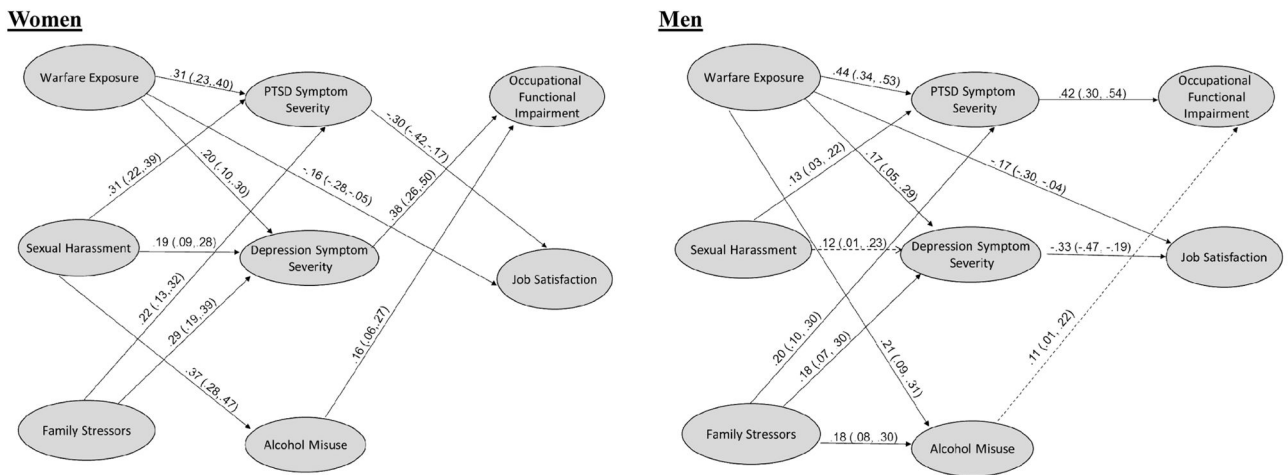 Women
Warfare Exposure
.31 (.23,.40)
PTSD Symptom
Severity
Occupational
Functional
Impairment
-.30 (-.42,-.17)
.20 (.10,.30)
.31 (.22,.39)
-.16 (-.28,-.05)
.38 (.26,.50)
Sexual Harassment
.19 (.09,.28)
Depression Symptom
Severity
Job Satisfaction
.22 (.13,.32)
.29 (.19,.39)
.37 (.28,.47)
.16 (.06,.27)
Family Stressors
Alcohol Misuse
Men
Warfare Exposure
.44 (.34, .53)
PTSD Symptom
Severity
.42 (.30, .54)
Occupational
Functional
Impairment
.13 (.03, .22)
.17 (.05, .29)
-.17 (-.30, -.04)
Sexual Harassment
.12 (.01, .23)
Depression Symptom
Severity
-.33 (-.47, -.19)
Job Satisfaction
.20 (.10, .30)
.18 (.07, .30)
.21 (.09, .31)
.11 (.01, .22)
Family Stressors
.18 (.08, .30)
Alcohol Misuse